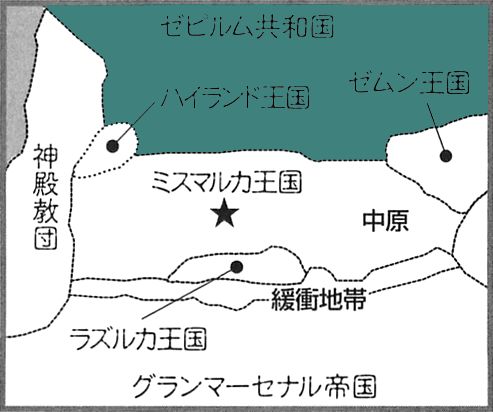 ゼピルム共和国
ゼムン王国
ハイランド王国
神殿教団
ミスマルカ王国
中原
緩衝地帯
ラズルカ王国
グランマーセナル帝国